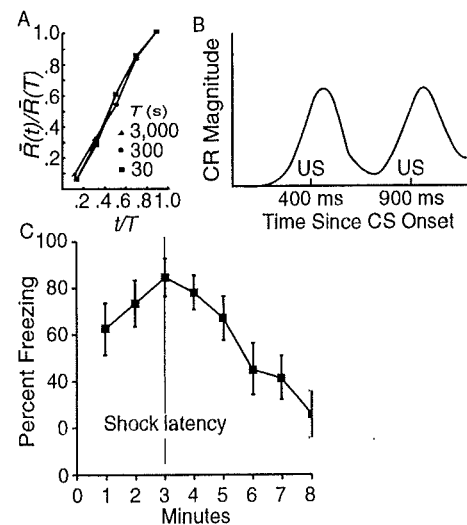 A
R̄(t)/R̄(T)
1.0
.8
.6
.4
.2
T (s)
3,000
300
30
.2 .4 .6 .8 1.0
t/T
B
CR Magnitude
US US
400 ms 900 ms
Time Since CS Onset
C
Percent Freezing
100
80
60
40
0
0
Shock latency
0 1 2 3 4 5 6 7 8
Minutes